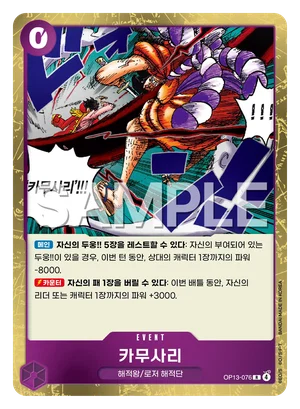 0
!!!
카무사리!!!
SAMPLE
메인 자신의 두웅!! 5장을 레스트할 수 있다: 자신의 부여되어 있는
두웅!!이 있을 경우, 이번 턴 동안, 상대의 캐릭터 1장까지의 파워
-8000.
카운터 자신의 패 1장을 버릴 수 있다: 이번 배틀 동안, 자신의
리더 또는 캐릭터 1장까지의 파워 +3000.
EVENT
카무사리
해적왕/로저 해적단
OP13-076 R